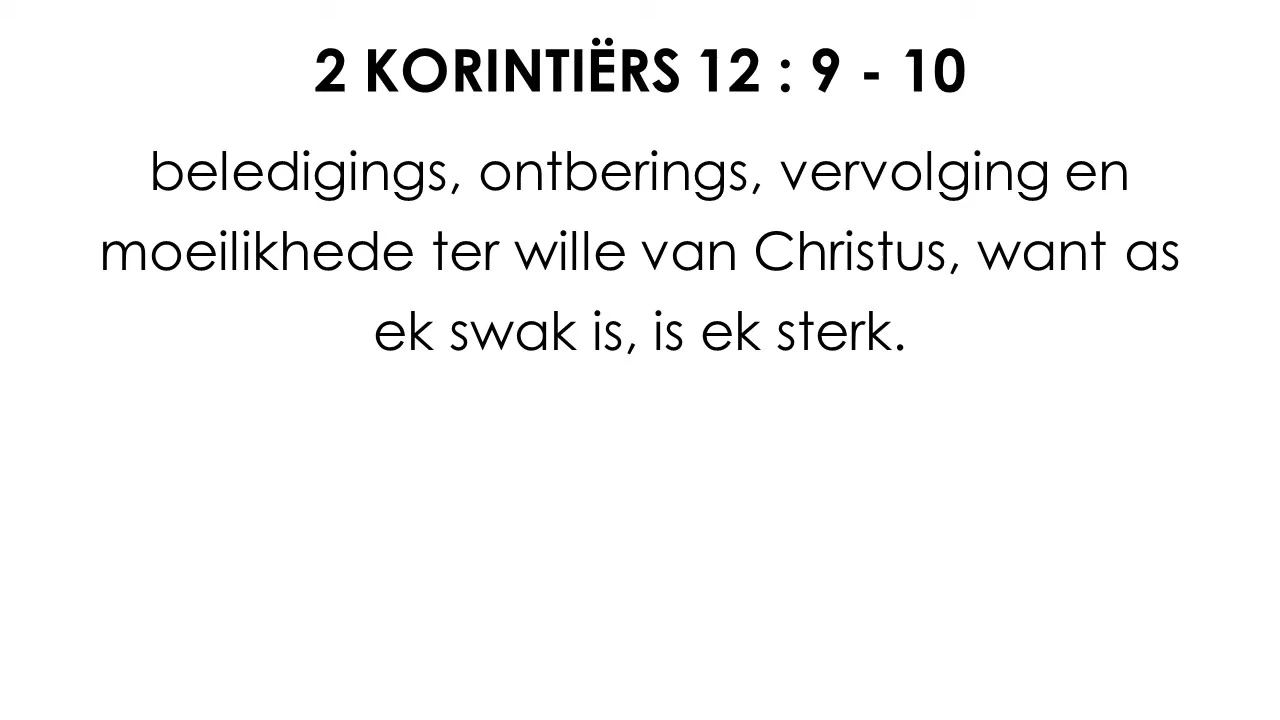 2 KORINTIËRS 12 : 9 - 10
beledigings, ontberings, vervolging en
moeilikhede ter wille van Christus, want as
ek swak is, is ek sterk.